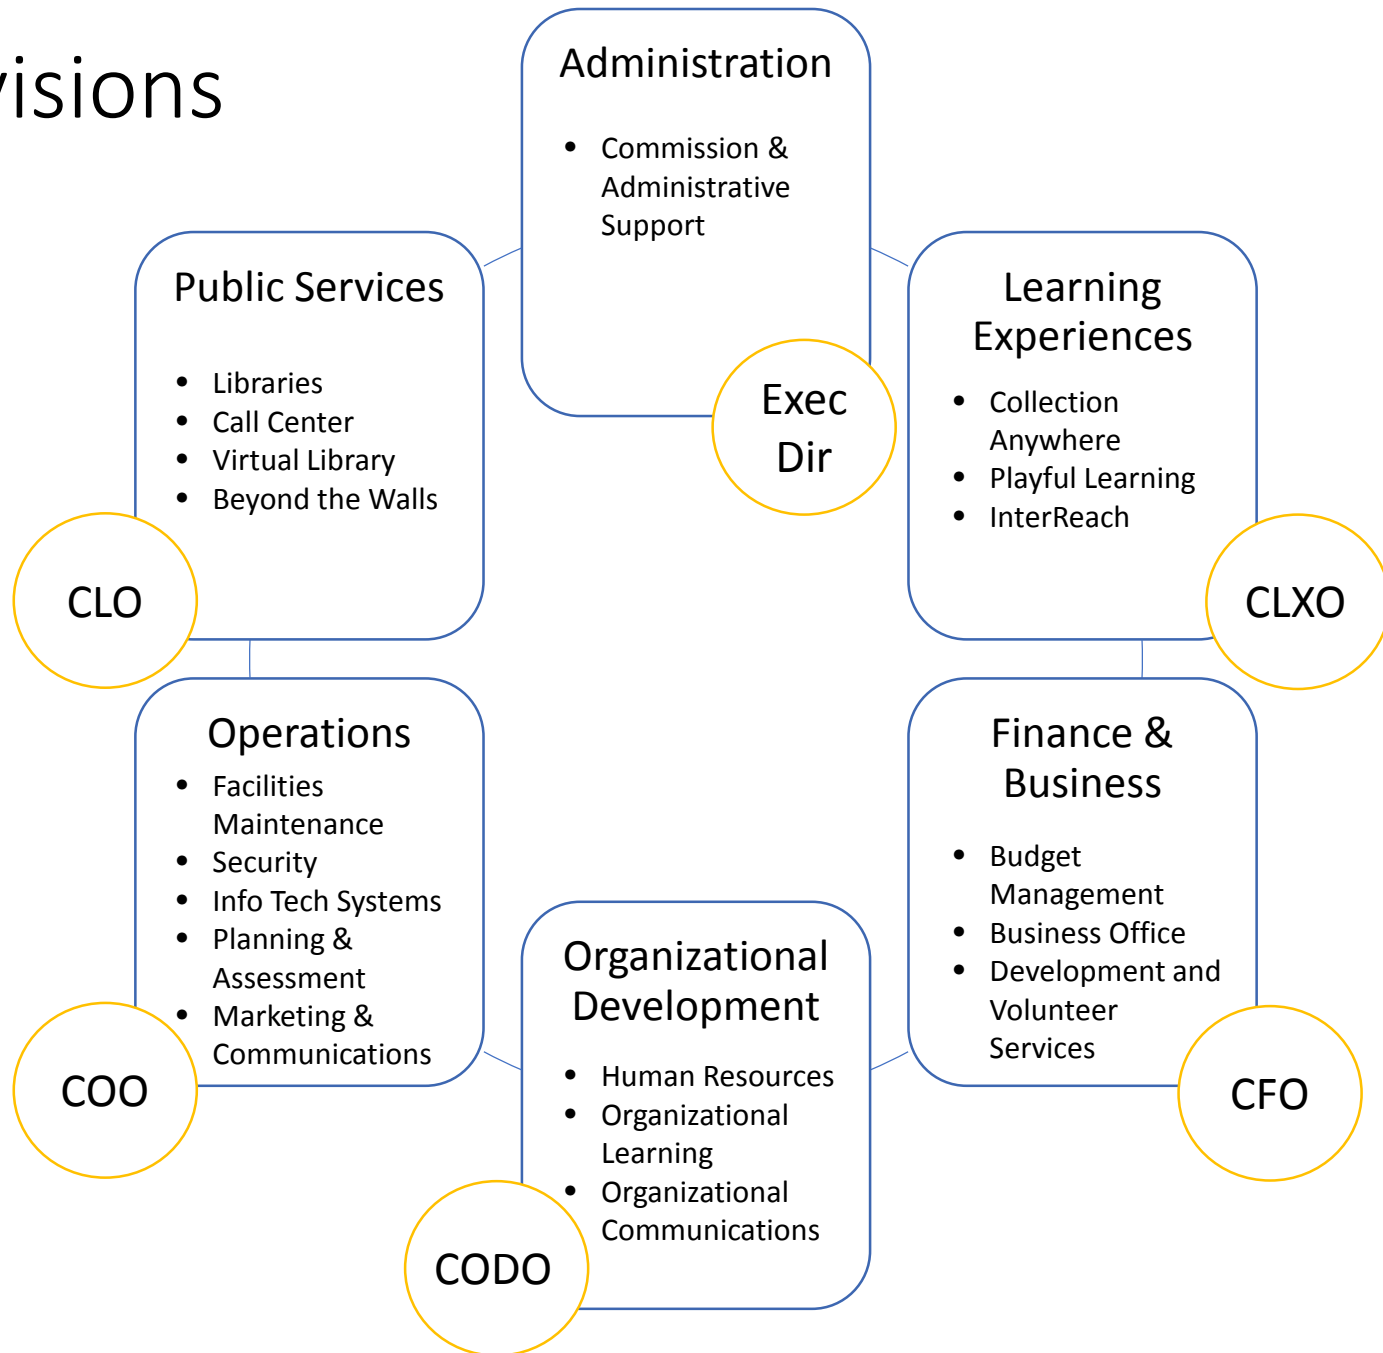 visions
Administration
• Commission &
Administrative
Support
Exec
Dir
Public Services
• Libraries
• Call Center
• Virtual Library
• Beyond the Walls
CLO
Learning
Experiences
• Collection
Anywhere
• Playful Learning
• InterReach
CLXO
Operations
• Facilities
Maintenance
• Security
• Info Tech Systems
• Planning &
Assessment
• Marketing &
Communications
COO
Finance &
Business
• Budget
Management
• Business Office
• Development and
Volunteer
Services
CFO
Organizational
Development
• Human Resources
• Organizational
Learning
• Organizational
Communications
CODO